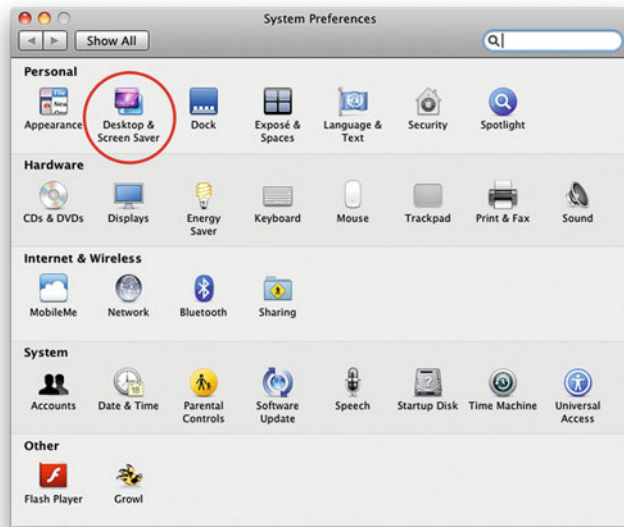 System Preferences
Show All
Personal
Appearance
Desktop &
Screen Saver
Dock
Exposé &
Spaces
Language &
Text
Security
Spotlight
Hardware
CDs & DVDs
Displays
Energy
Saver
Keyboard
Mouse
Trackpad
Print & Fax
Sound
Internet & Wireless
MobileMe
Network
Bluetooth
Sharing
System
Accounts
Date & Time
Parental
Controls
Software
Update
Speech
Startup Disk
Time Machine
Universal
Access
Other
Flash Player
Growl